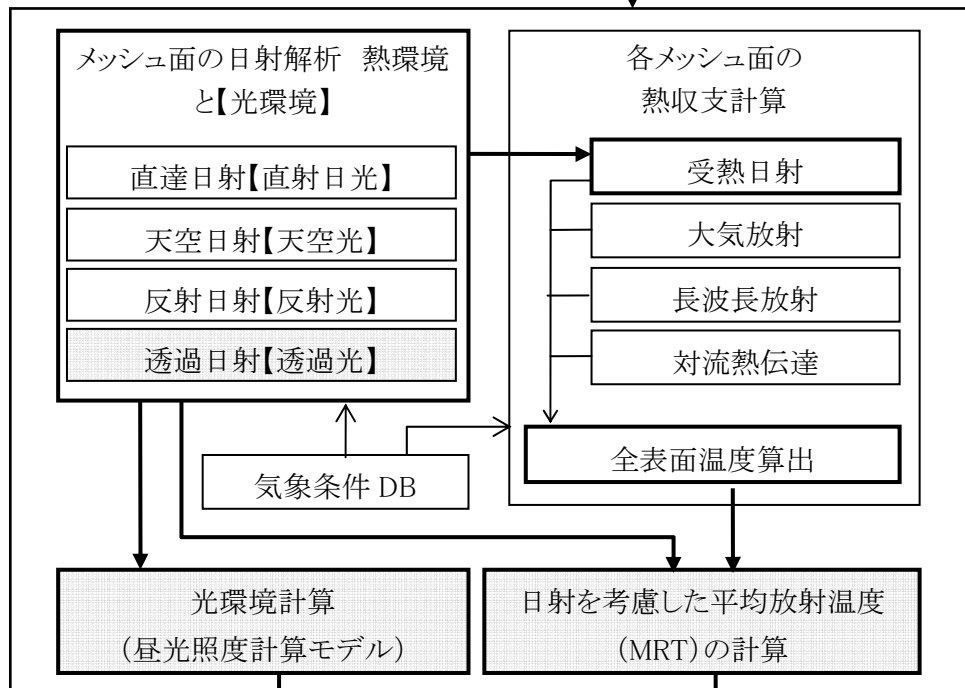 メッシュ面の日射解析　熱環境
と【光環境】
直達日射【直射日光】
天空日射【天空光】
反射日射【反射光】
透過日射【透過光】
各メッシュ面の
熱収支計算
受熱日射
大気放射
長波長放射
対流熱伝達
全表面温度算出
気象条件 DB
光環境計算
(昼光照度計算モデル)
日射を考慮した平均放射温度
(MRT)の計算